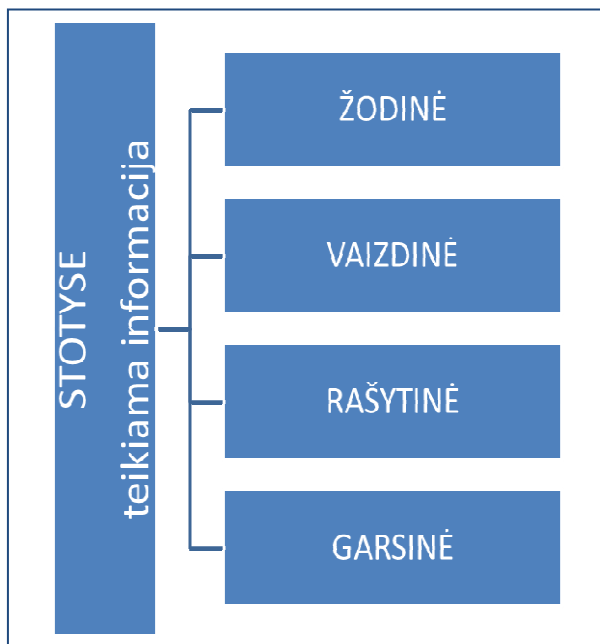 STOTYSE
teikiama informacija
ŽODINĖ
VAIZDINĖ
RAŠYTINĖ
GARSINĖ